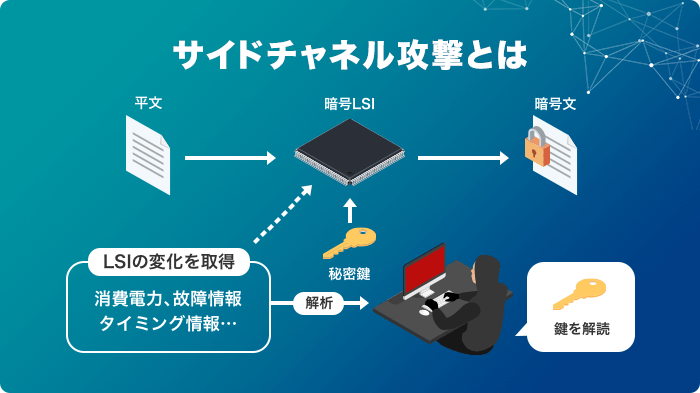 サイドチャネル攻撃とは
平文
暗号LSI
暗号文
秘密鍵
LSIの変化を取得
消費電力、故障情報
タイミング情報…
解析
鍵を解読